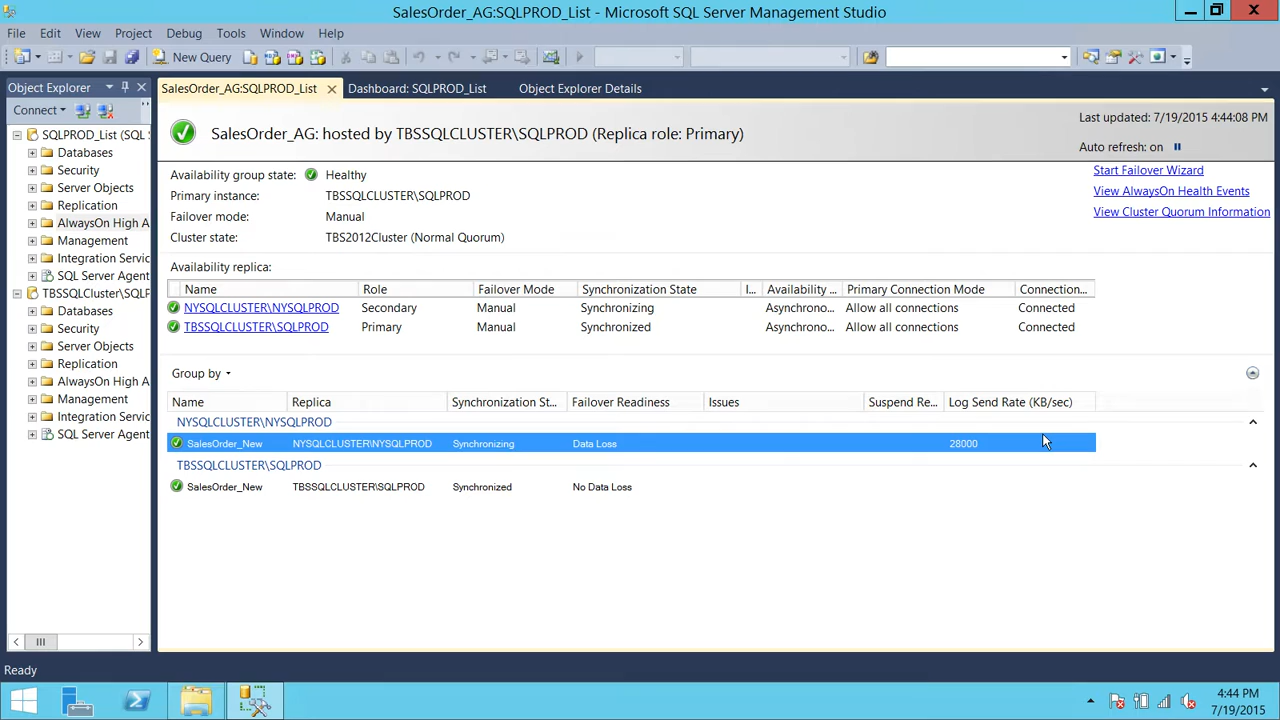 SalesOrder_AG:SQLPROD_List - Microsoft SQL Server Management Studio
File Edit View Project Debug Tools Window Help
New Query
Object Explorer
SalesOrder_AG:SQLPROD_List Dashboard: SQLPROD_List Object Explorer Details
Connect
SQLPROD_List (SQL S
Databases
Security
Server Objects
Replication
AlwaysOn High A
Management
Integration Servic
SQL Server Agent
TBSSQLCluster\SQLP
Databases
Security
Server Objects
Replication
AlwaysOn High A
Management
Integration Servic
SQL Server Agent
SalesOrder_AG: hosted by TBSSQLCLUSTER\SQLPROD (Replica role: Primary)
Last updated: 7/19/2015 4:44:08 PM
Auto refresh: on
Start Failover Wizard
View AlwaysOn Health Events
View Cluster Quorum Information
Availability group state: Healthy
Primary instance: TBSSQLCLUSTER\SQLPROD
Failover mode: Manual
Cluster state: TBS2012Cluster (Normal Quorum)
Availability replica:
Name Role Failover Mode Synchronization State I... Availability ... Primary Connection Mode Connection...
NYSQLCLUSTER\NYSQLPROD Secondary Manual Synchronizing Asynchrono... Allow all connections Connected
TBSSQLCLUSTER\SQLPROD Primary Manual Synchronized Asynchrono... Allow all connections Connected
Group by
Name Replica Synchronization St... Failover Readiness Issues Suspend Re... Log Send Rate (KB/sec)
NYSQLCLUSTER\NYSQLPROD
SalesOrder_New NYSQLCLUSTER\NYSQLPROD Synchronizing Data Loss 28000
TBSSQLCLUSTER\SQLPROD
SalesOrder_New TBSSQLCLUSTER\SQLPROD Synchronized No Data Loss
Ready
4:44 PM
7/19/2015